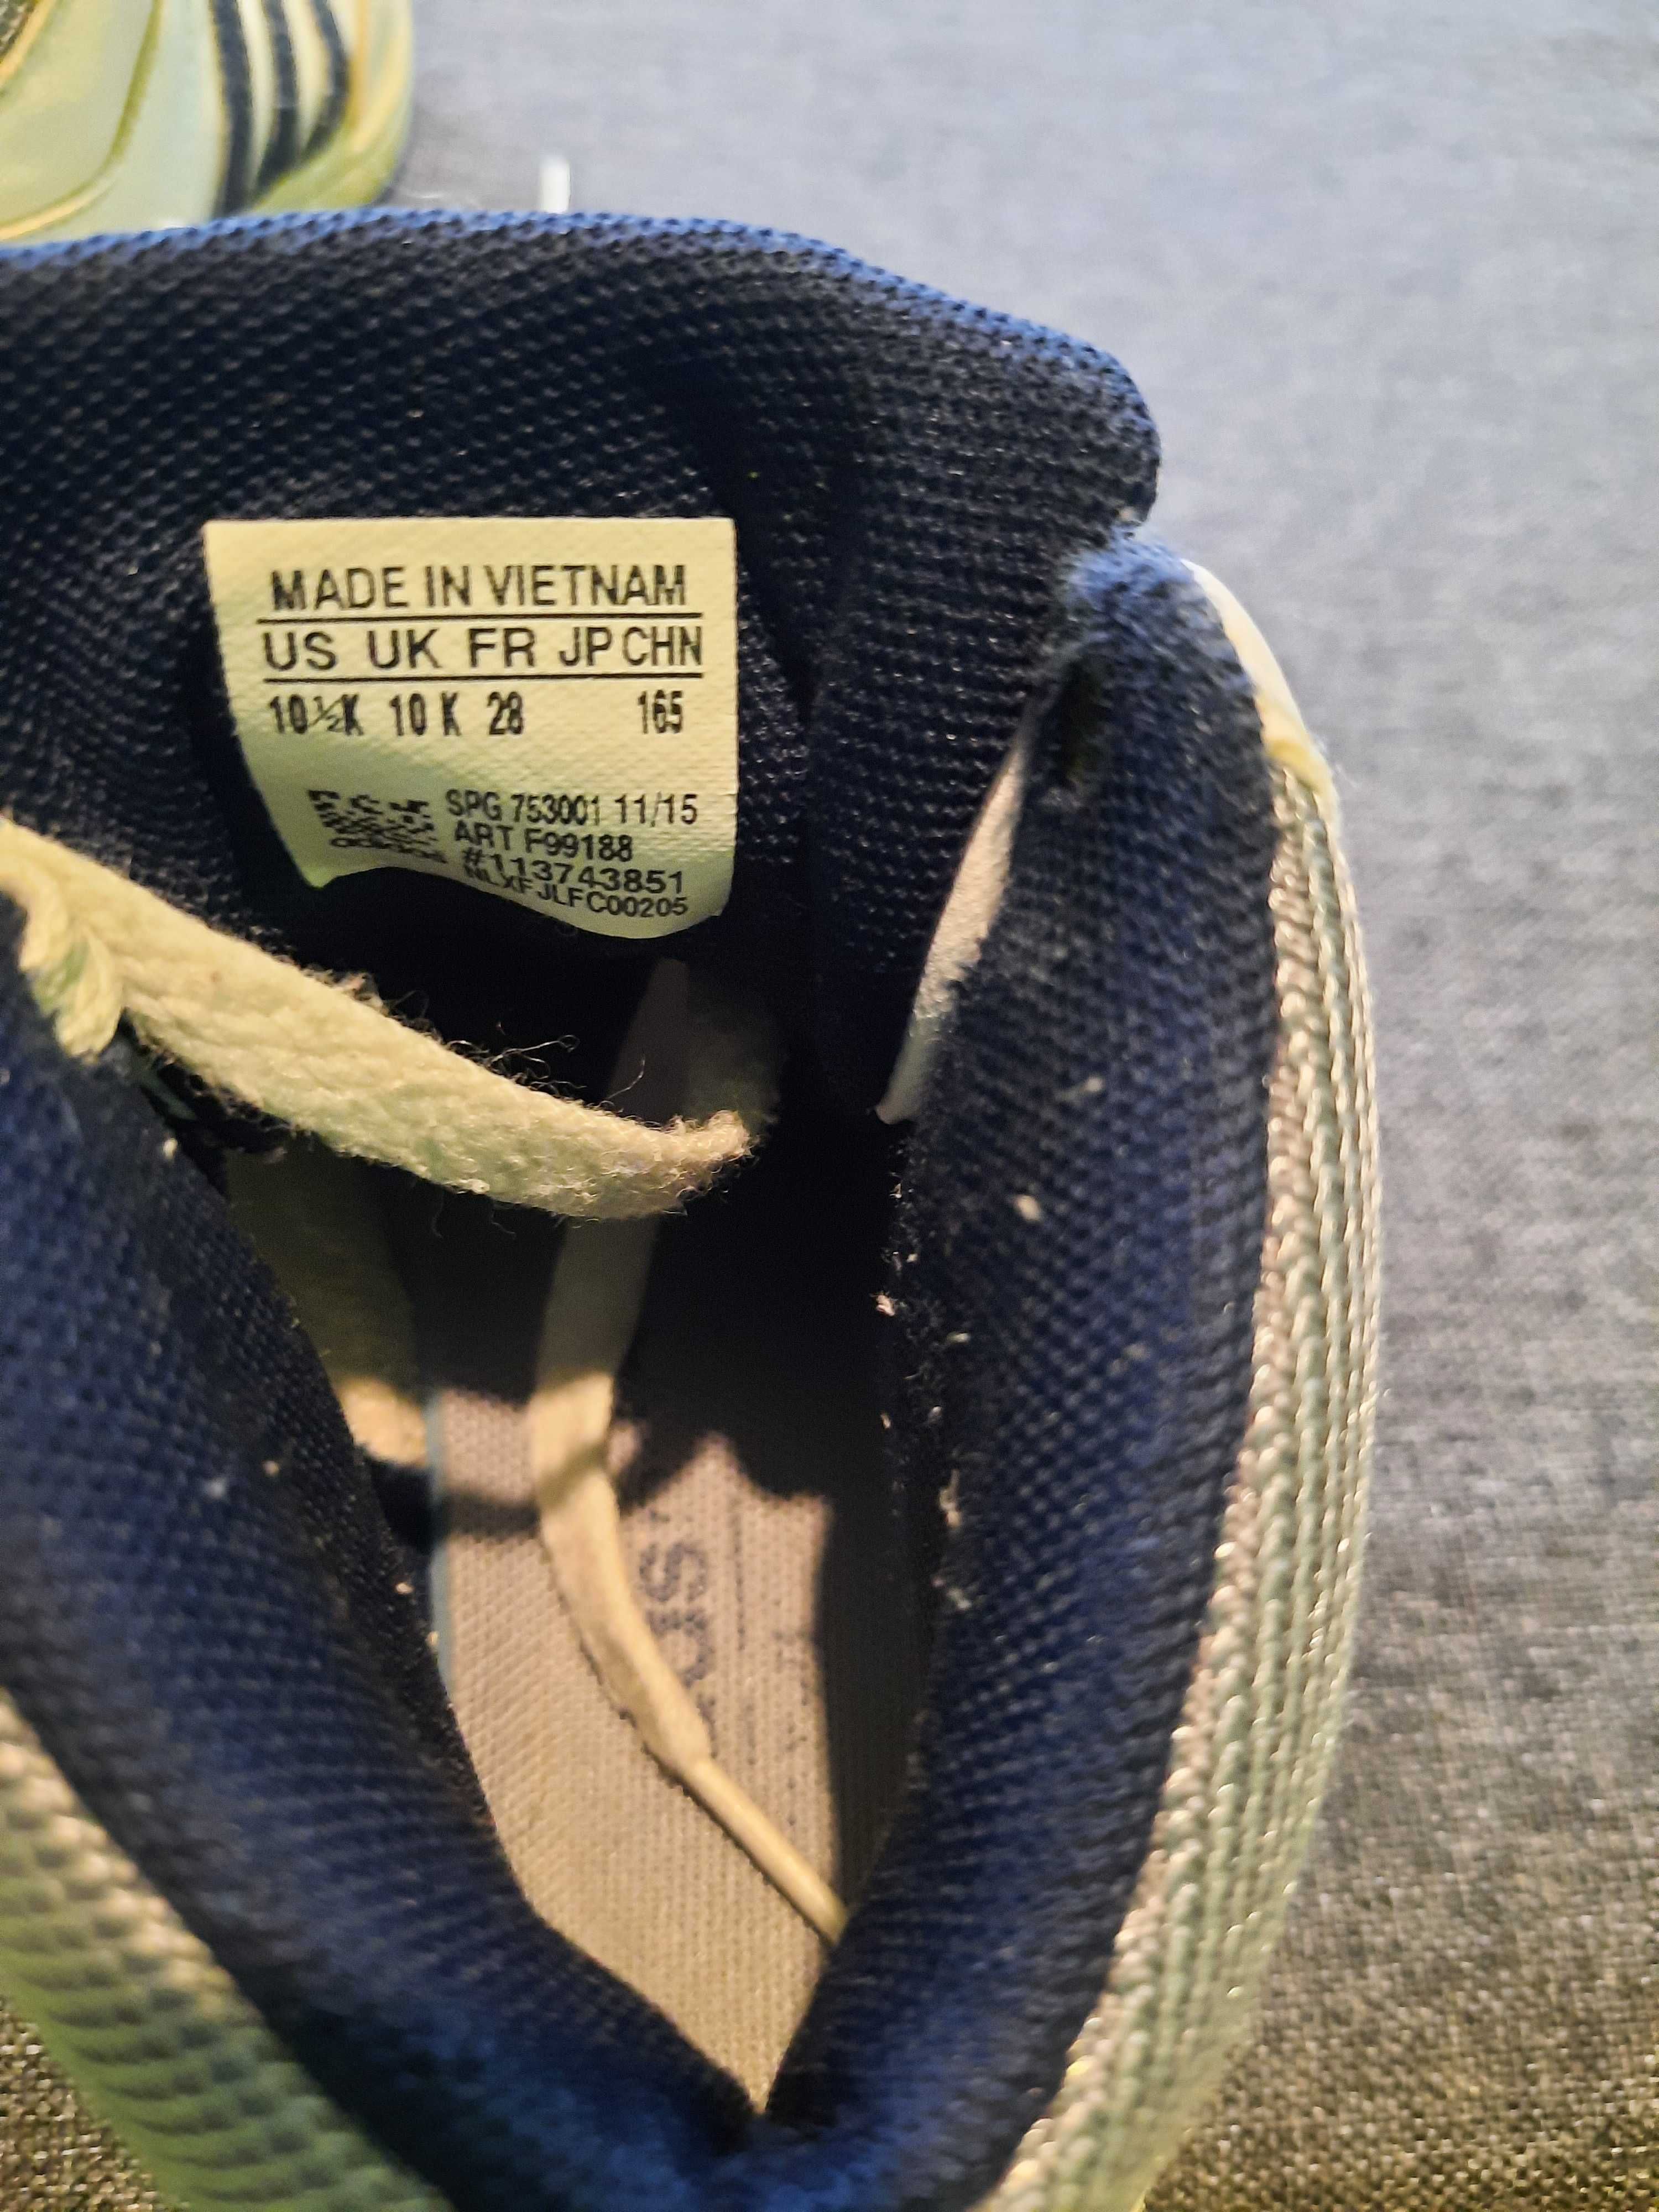 MADE IN VIETNAM
US UK FR JP CHN
10½K 10 K 28 165
SPG 753001 11/15
ART F99188
#113743851
NLXFJLFC00205